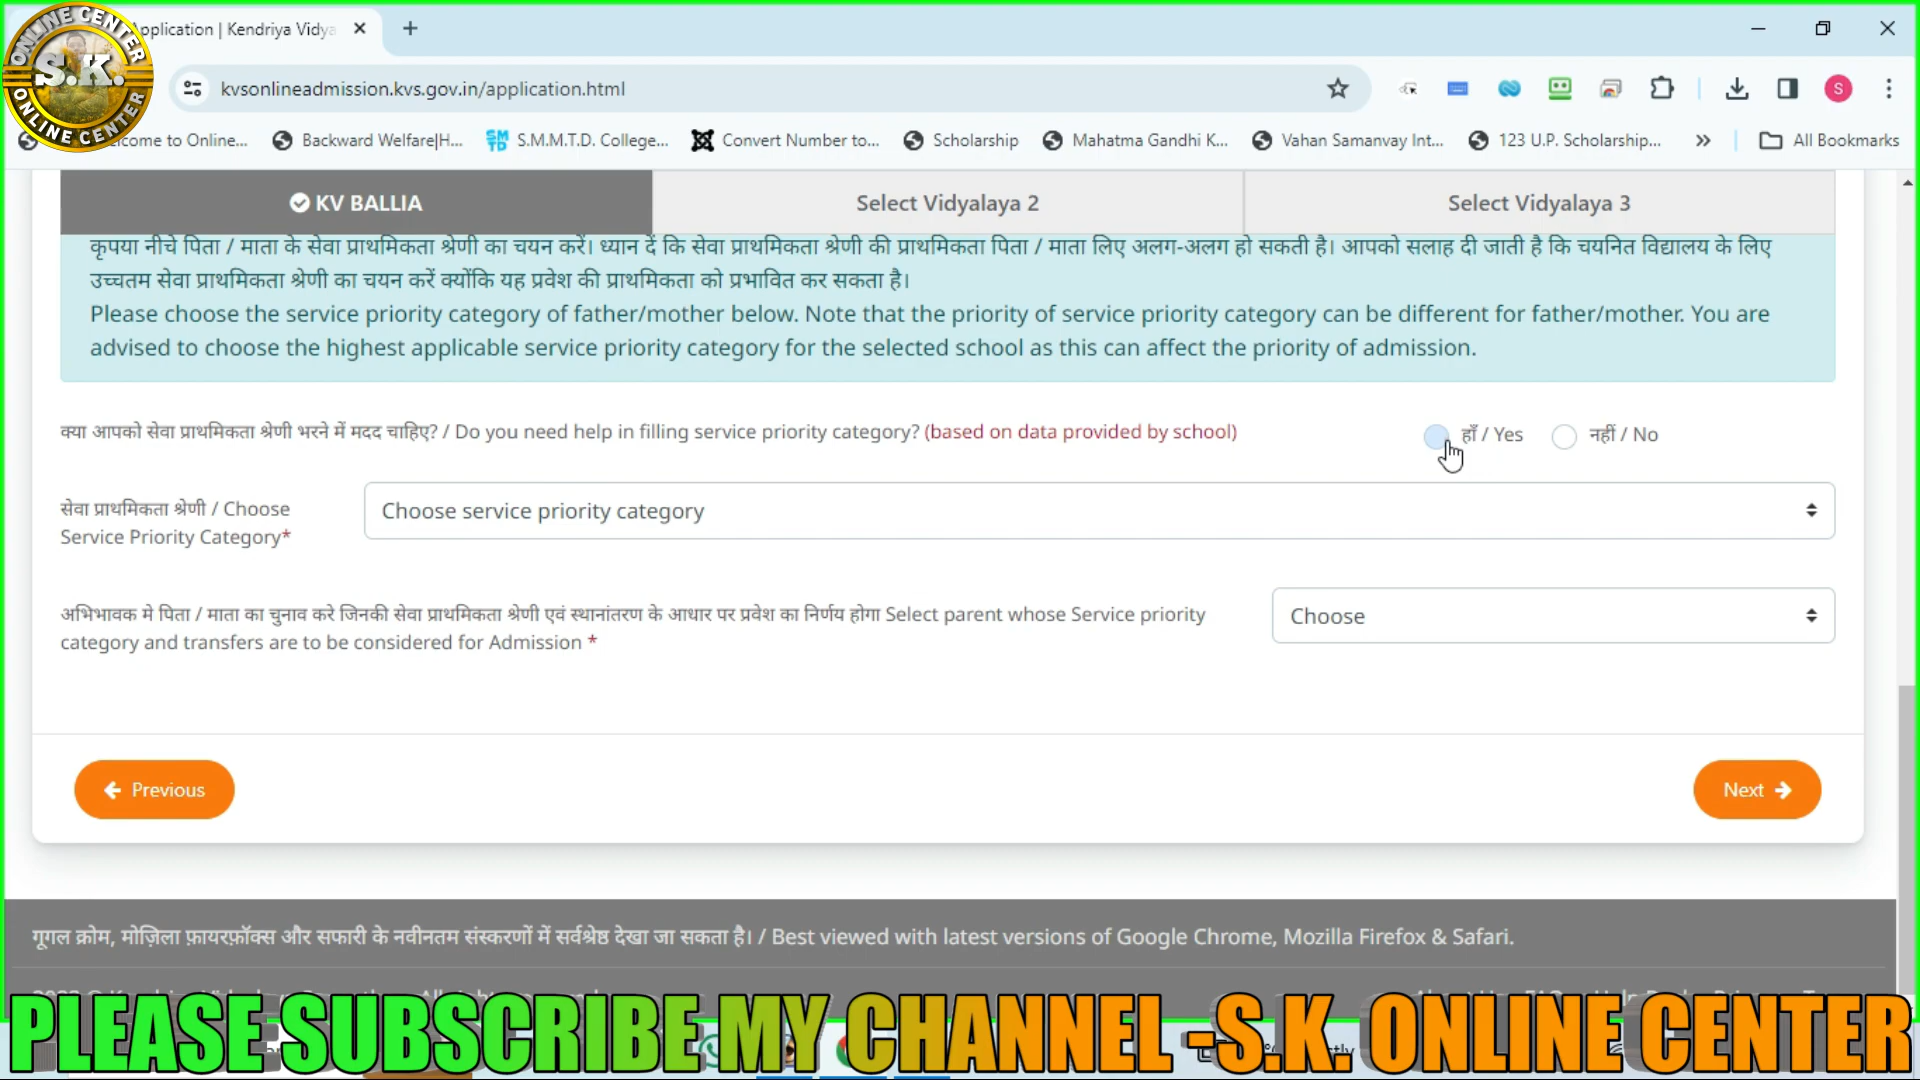 ONLINE CENTER
S.K.
ONLINE CENTER
pplication | Kendriya Vidya
kvsonlineadmission.kvs.gov.in/application.html
S
come to Online...
Backward Welfare|H...
SM
TD
S.M.M.T.D. College...
Convert Number to...
Scholarship
Mahatma Gandhi K...
Vahan Samanvay Int...
123 U.P. Scholarship...
All Bookmarks
KV BALLIA
Select Vidyalaya 2
Select Vidyalaya 3
कृपया नीचे पिता / माता के सेवा प्राथमिकता श्रेणी का चयन करें। ध्यान दें कि सेवा प्राथमिकता श्रेणी की प्राथमिकता पिता / माता लिए अलग-अलग हो सकती है। आपको सलाह दी जाती है कि चयनित विद्यालय के लिए
उच्चतम सेवा प्राथमिकता श्रेणी का चयन करें क्योंकि यह प्रवेश की प्राथमिकता को प्रभावित कर सकता है।
Please choose the service priority category of father/mother below. Note that the priority of service priority category can be different for father/mother. You are
advised to choose the highest applicable service priority category for the selected school as this can affect the priority of admission.
क्या आपको सेवा प्राथमिकता श्रेणी भरने में मदद चाहिए? / Do you need help in filling service priority category? (based on data provided by school)
हाँ / Yes
नहीं / No
सेवा प्राथमिकता श्रेणी / Choose
Service Priority Category*
Choose service priority category
अभिभावक मे पिता / माता का चुनाव करे जिनकी सेवा प्राथमिकता श्रेणी एवं स्थानांतरण के आधार पर प्रवेश का निर्णय होगा Select parent whose Service priority
category and transfers are to be considered for Admission *
Choose
Previous
Next
गूगल क्रोम, मोज़िला फ़ायरफ़ॉक्स और सफारी के नवीनतम संस्करणों में सर्वश्रेष्ठ देखा जा सकता है। / Best viewed with latest versions of Google Chrome, Mozilla Firefox & Safari.
PLEASE SUBSCRIBE MY CHANNEL -S.K. ONLINE CENTER